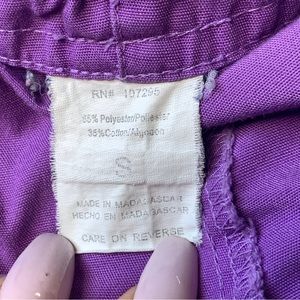 RN# 107295
65% Polyester/Poliester
35%Cotton/Algodon
S
MADE IN MADAGASCAR
HECHO EN MADAGASCAR
CARE ON REVERSE